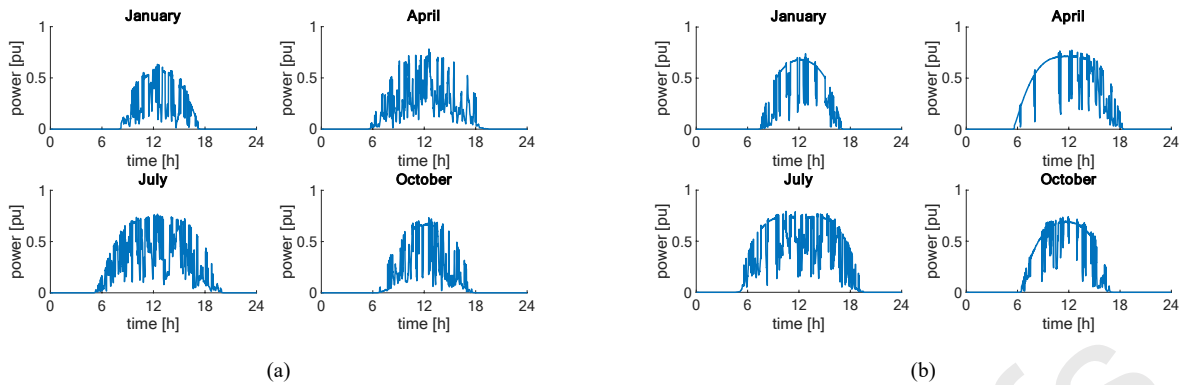 January April January April
1 1 1 1
power [pu] power [pu] power [pu] power [pu]
0.5 0.5 0.5 0.5
0 0 0 0
0 6 12 18 24 0 6 12 18 24 0 6 12 18 24 0 6 12 18 24
time [h] time [h] time [h] time [h]
July October July October
1 1 1 1
power [pu] power [pu] power [pu] power [pu]
0.5 0.5 0.5 0.5
0 0 0 0
0 6 12 18 24 0 6 12 18 24 0 6 12 18 24 0 6 12 18 24
time [h] time [h] time [h] time [h]
(a) (b)